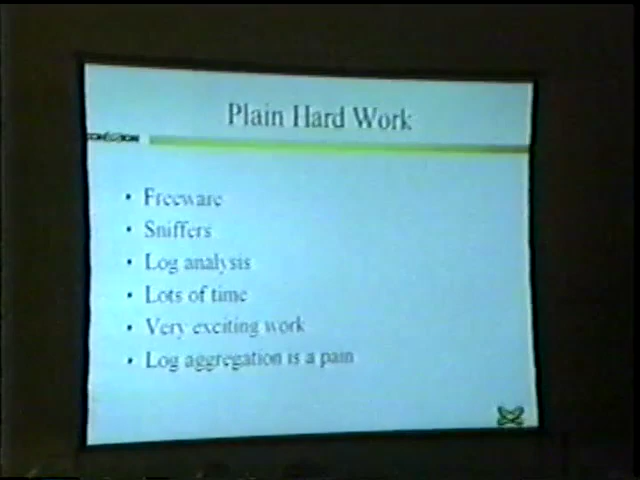 Plain Hard Work
• Freeware
• Sniffers
• Log analysis
• Lots of time
• Very exciting work
• Log aggregation is a pain